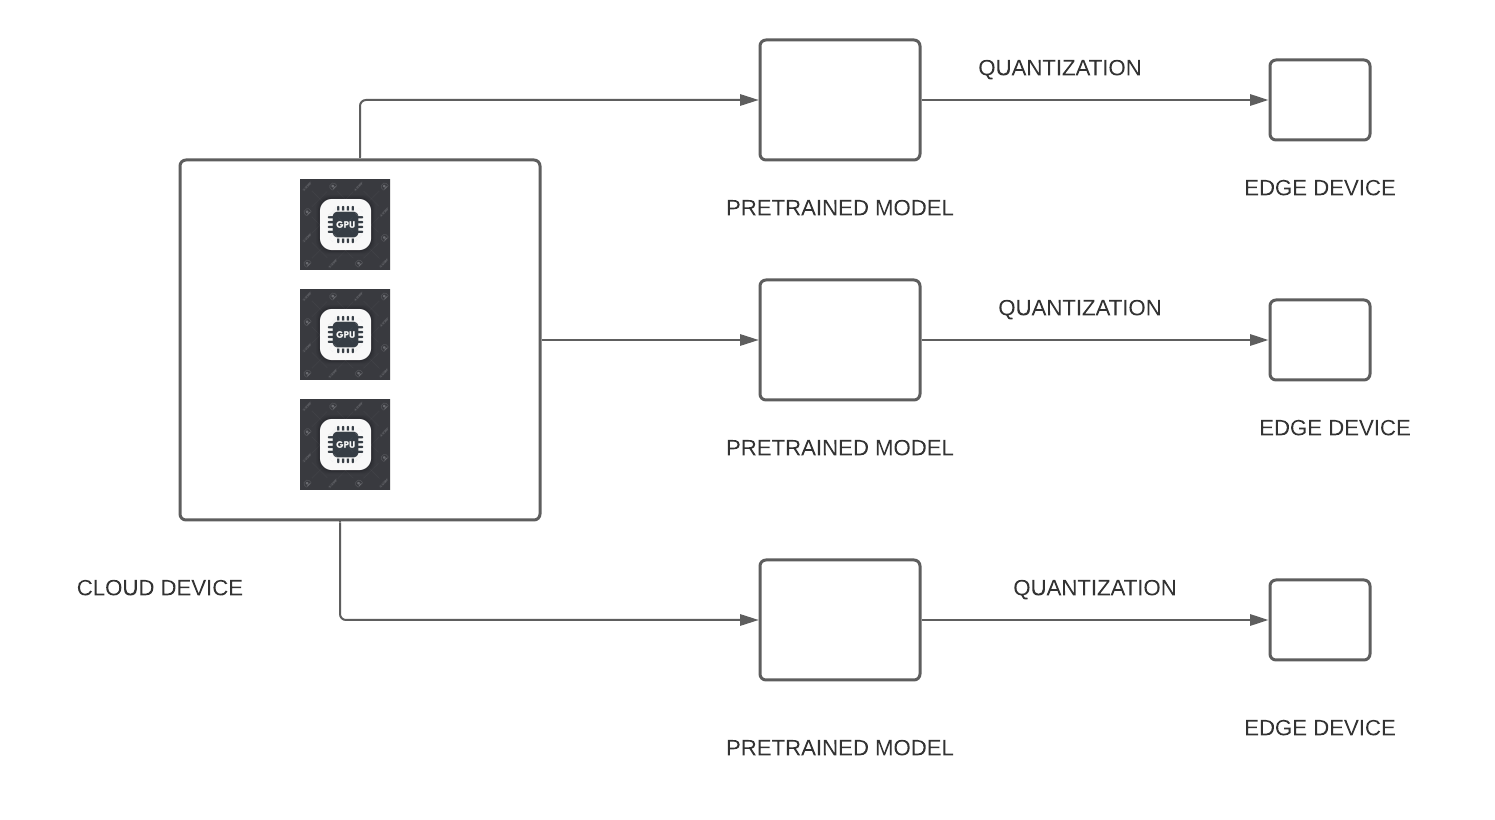 QUANTIZATION
EDGE DEVICE
PRETRAINED MODEL
GPU
QUANTIZATION
GPU
EDGE DEVICE
PRETRAINED MODEL
GPU
CLOUD DEVICE
QUANTIZATION
EDGE DEVICE
PRETRAINED MODEL